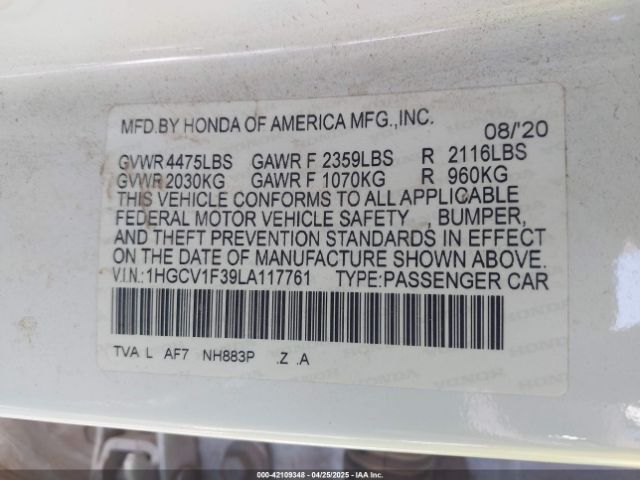 MFD.BY HONDA OF AMERICA MFG.,INC. 08/'20
GVWR 4475LBS GAWR F 2359LBS R 2116LBS
GVWR 2030KG GAWR F 1070KG R 960KG
THIS VEHICLE CONFORMS TO ALL APPLICABLE
FEDERAL MOTOR VEHICLE SAFETY , BUMPER,
AND THEFT PREVENTION STANDARDS IN EFFECT
ON THE DATE OF MANUFACTURE SHOWN ABOVE.
V.I.N.:1HGCV1F39LA117761 TYPE:PASSENGER CAR
TVA L AF7 NH883P .Z .A
000-42109348 - 04/25/2025 - IAAI.COM